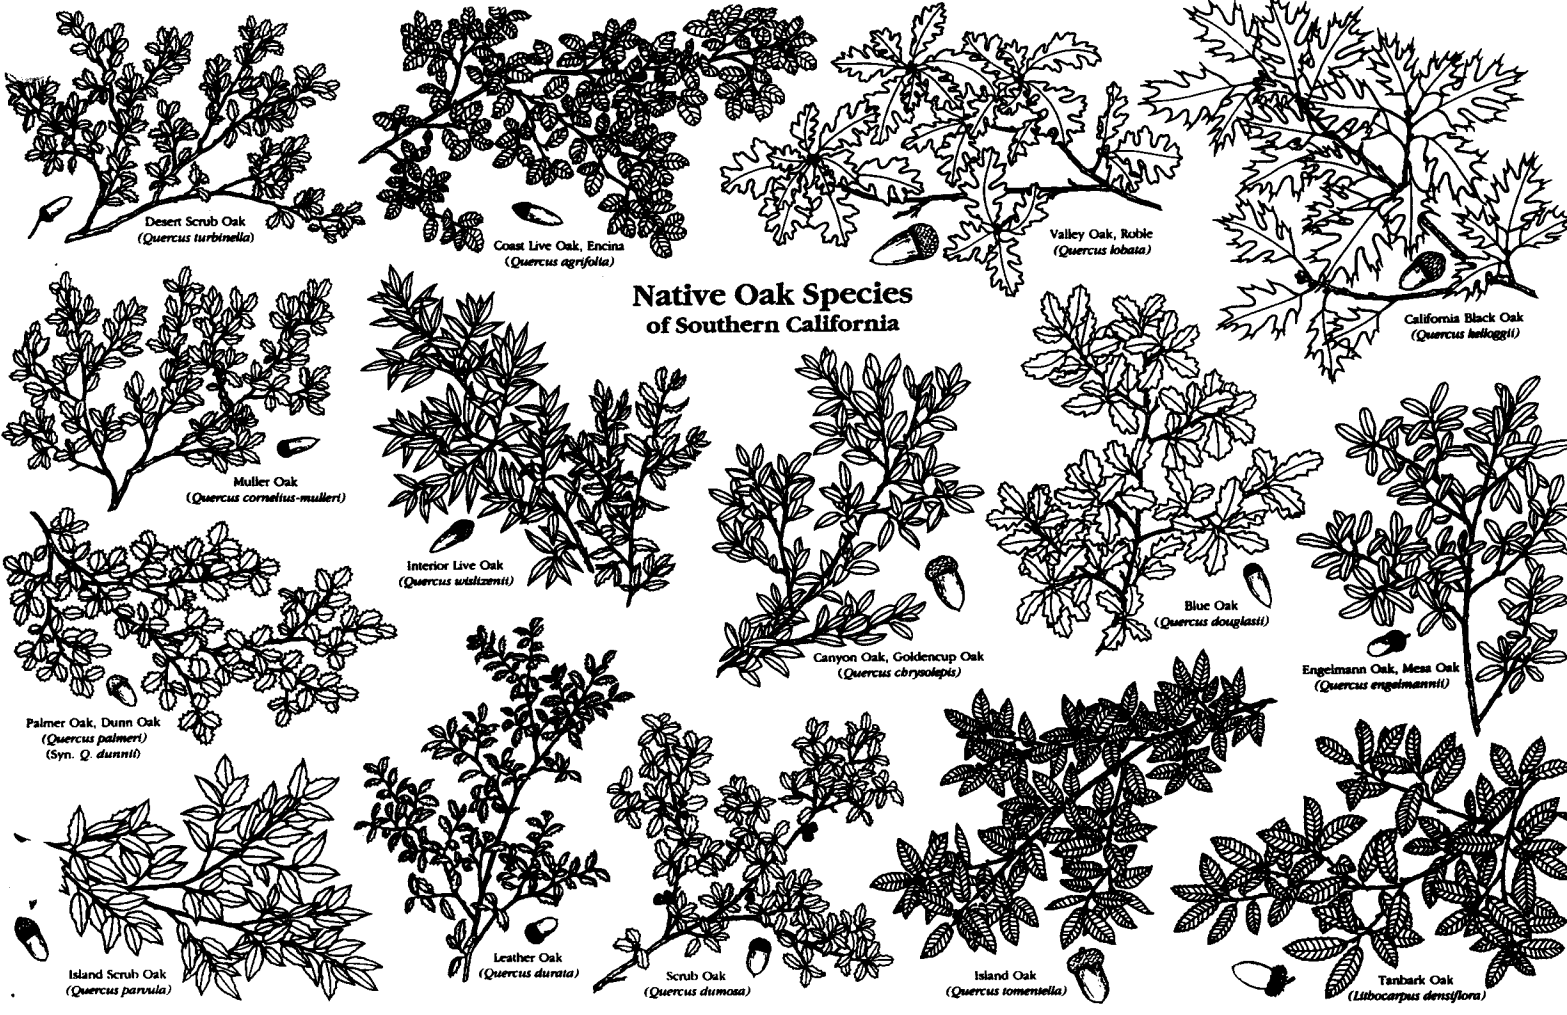 Desert Scrub Oak
(Quercus turbinella)
Coast Live Oak, Encina
(Quercus agrifolia)
Valley Oak, Roble
(Quercus lobata)
California Black Oak
(Quercus kelloggii)
Native Oak Species
of Southern California
Muller Oak
(Quercus cornelius-mulleri)
Interior Live Oak
(Quercus wislizenii)
Canyon Oak, Goldencup Oak
(Quercus chrysolepis)
Blue Oak
(Quercus douglasii)
Engelmann Oak, Mesa Oak
(Quercus engelmannii)
Palmer Oak, Dunn Oak
(Quercus palmeri)
(Syn. Q. dunnii)
Island Scrub Oak
(Quercus parvula)
Leather Oak
(Quercus durata)
Scrub Oak
(Quercus dumosa)
Island Oak
(Quercus tomentella)
Tanbark Oak
(Lithocarpus densiflora)